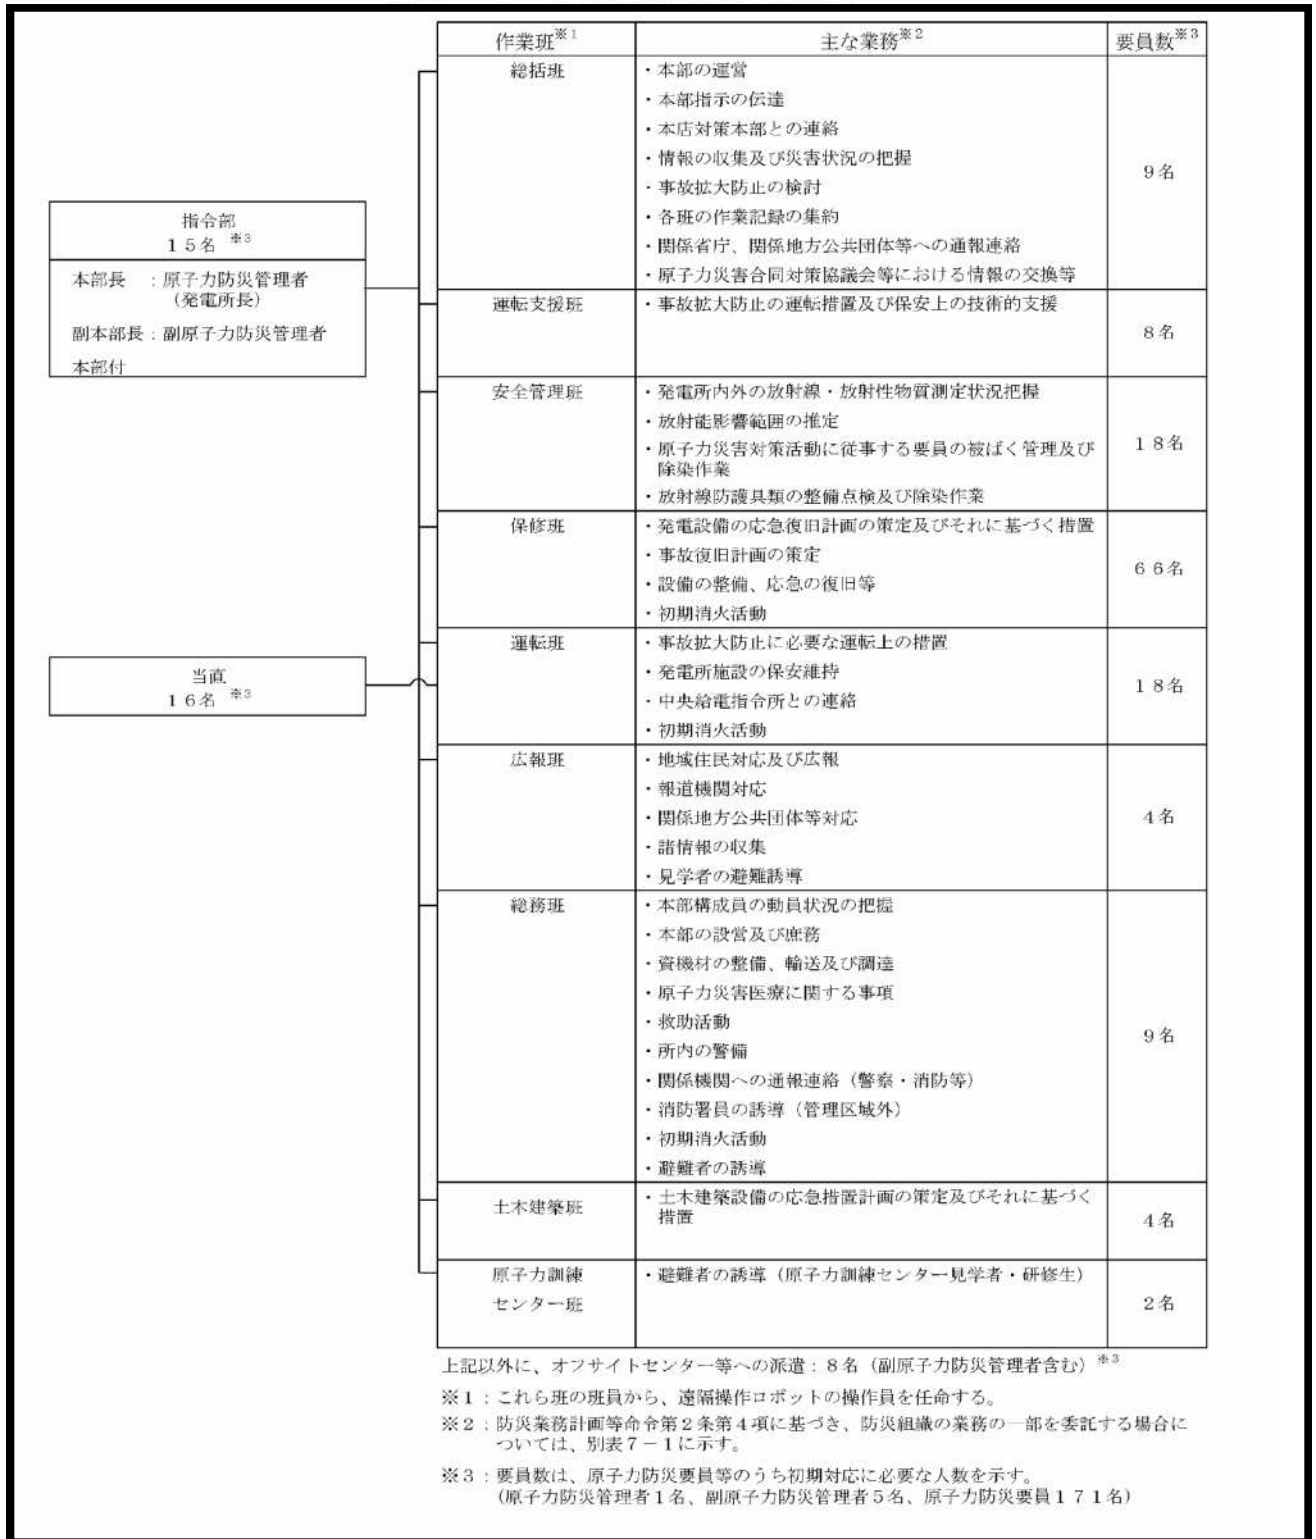 作業班※1 主な業務※2 要員数※3
総括班
・本部の運営
・本部指示の伝達
・本店対策本部との連絡
・情報の収集及び災害状況の把握
・事故拡大防止の検討
・各班の作業記録の集約
・関係省庁、関係地方公共団体等への通報連絡
・原子力災害合同対策協議会等における情報の交換等
9名
指令部
15名 ※3
本部長 :原子力防災管理者
(発電所長)
副本部長:副原子力防災管理者
本部付
運転支援班
・事故拡大防止の運転措置及び保安上の技術的支援
8名
安全管理班
・発電所内外の放射線・放射性物質測定状況把握
・放射能影響範囲の推定
・原子力災害対策活動に従事する要員の被ばく管理及び
除染作業
・放射線防護具類の整備点検及び除染作業
18名
保修班
・発電設備の応急復旧計画の策定及びそれに基づく措置
・事故復旧計画の策定
・設備の整備、応急の復旧等
・初期消火活動
66名
当直
16名 ※3
運転班
・事故拡大防止に必要な運転上の措置
・発電所施設の保安維持
・中央給電指令所との連絡
・初期消火活動
18名
広報班
・地域住民対応及び広報
・報道機関対応
・関係地方公共団体等対応
・諸情報の収集
・見学者の避難誘導
4名
総務班
・本部構成員の動員状況の把握
・本部の設営及び庶務
・資機材の整備、輸送及び調達
・原子力災害医療に関する事項
・救助活動
・所内の警備
・関係機関への通報連絡(警察・消防等)
・消防署員の誘導(管理区域外)
・初期消火活動
・避難者の誘導
9名
土木建築班
・土木建築設備の応急措置計画の策定及びそれに基づく
措置
4名
原子力訓練
センター班
・避難者の誘導(原子力訓練センター見学者・研修生)
2名
上記以外に、オフサイトセンター等への派遣:8名(副原子力防災管理者含む)※3
※1:これら班の班員から、遠隔操作ロボットの操作員を任命する。
※2:防災業務計画等命令第2条第4項に基づき、防災組織の業務の一部を委託する場合に
ついては、別表7-1に示す。
※3:要員数は、原子力防災要員等のうち初期対応に必要な人数を示す。
(原子力防災管理者1名、副原子力防災管理者5名、原子力防災要員171名)